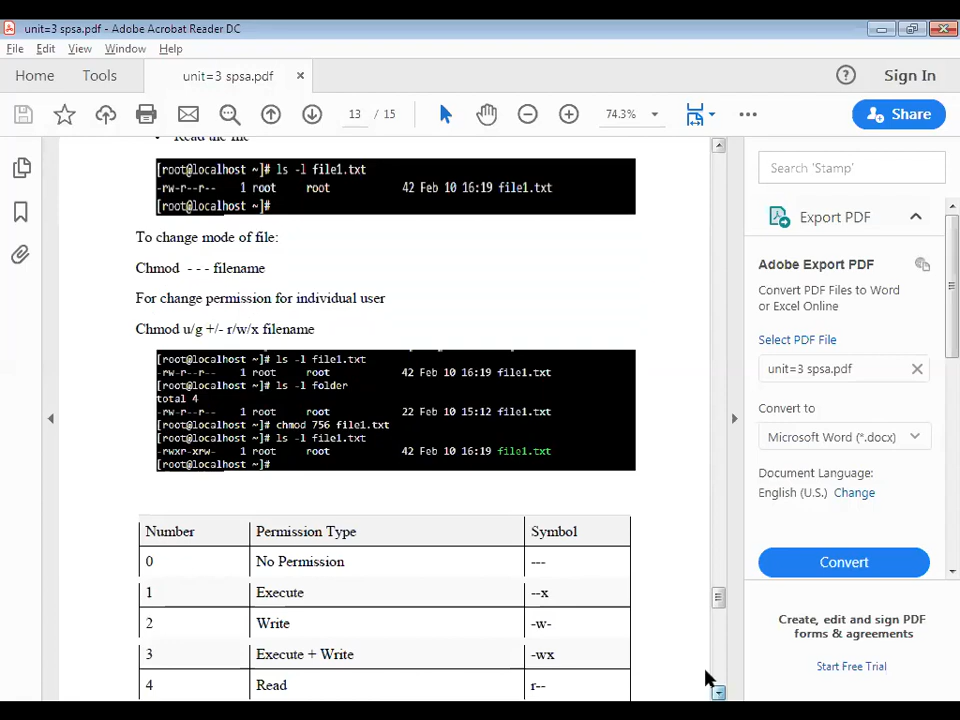 unit=3 spsa.pdf - Adobe Acrobat Reader DC
File Edit View Window Help
Home Tools unit=3 spsa.pdf × Sign In
13 / 15 74.3% Share
Read the file
[root@localhost ~]# ls -l file1.txt
-rw-r--r-- 1 root root 42 Feb 10 16:19 file1.txt
[root@localhost ~]#
To change mode of file:
Chmod - - - filename
For change permission for individual user
Chmod u/g +/- r/w/x filename
[root@localhost ~]# ls -l file1.txt
-rw-r--r-- 1 root root 42 Feb 10 16:19 file1.txt
[root@localhost ~]# ls -l folder
total 4
-rw-r--r-- 1 root root 22 Feb 10 15:12 file1.txt
[root@localhost ~]# chmod 756 file1.txt
[root@localhost ~]# ls -l file1.txt
-rwxr-xrw- 1 root root 42 Feb 10 16:19 file1.txt
[root@localhost ~]#
Number Permission Type Symbol
0 No Permission ---
1 Execute --x
2 Write -w-
3 Execute + Write -wx
4 Read r--
Search 'Stamp'
Export PDF
Adobe Export PDF
Convert PDF Files to Word
or Excel Online
Select PDF File
unit=3 spsa.pdf
Convert to
Microsoft Word (*.docx)
Document Language:
English (U.S.) Change
Convert
Create, edit and sign PDF
forms & agreements
Start Free Trial